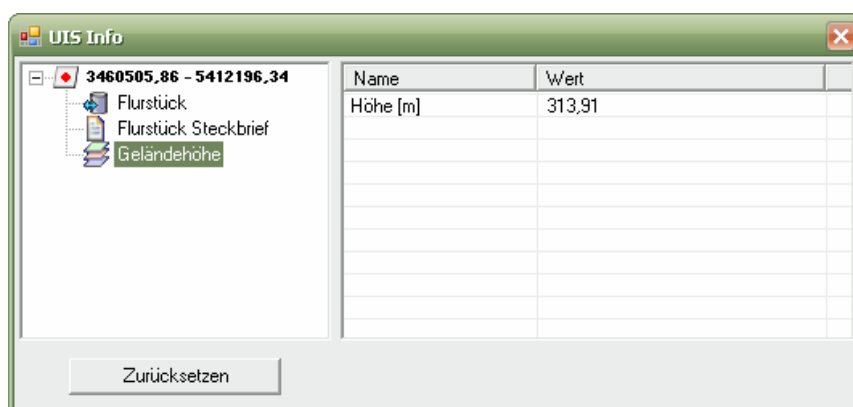 UIS Info
3460505,86 - 5412196,34
Flurstück
Flurstück Steckbrief
Geländehöhe
Name Wert
Höhe [m] 313,91
Zurücksetzen